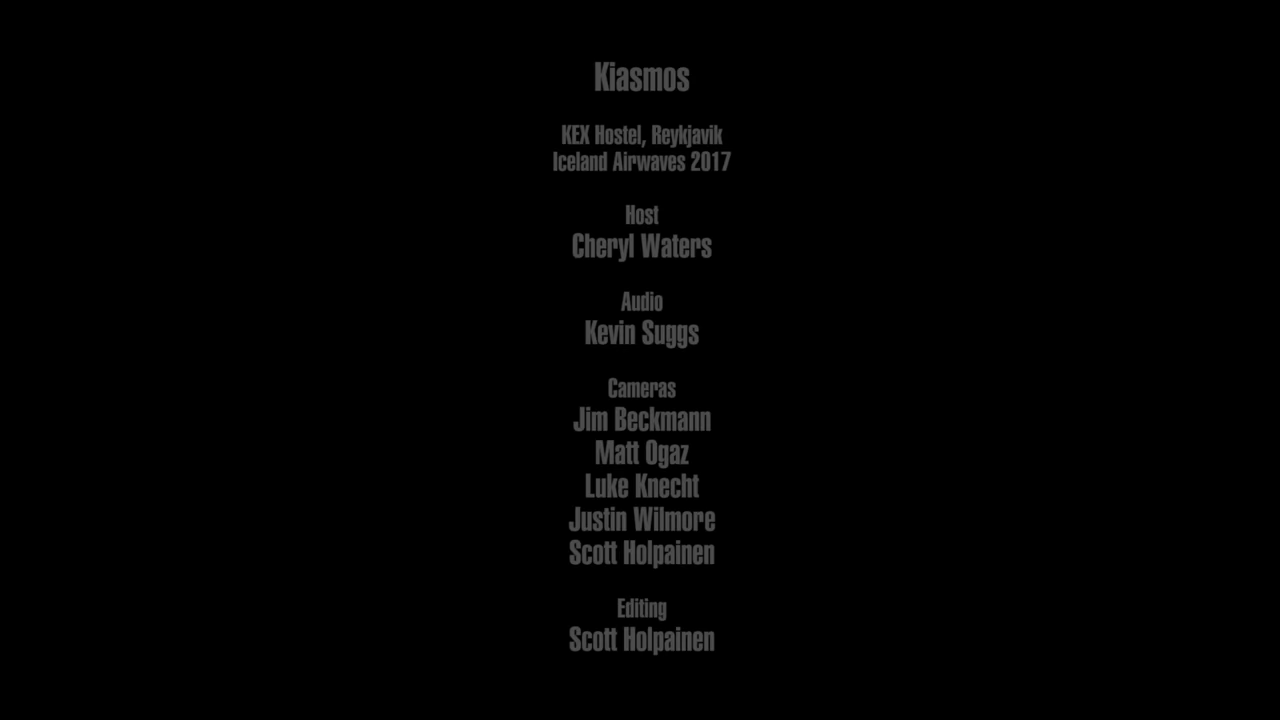 Kiasmos
KEX Hostel, Reykjavik
Iceland Airwaves 2017
Host
Cheryl Waters
Audio
Kevin Suggs
Cameras
Jim Beckmann
Matt Ogaz
Luke Knecht
Justin Wilmore
Scott Holpainen
Editing
Scott Holpainen